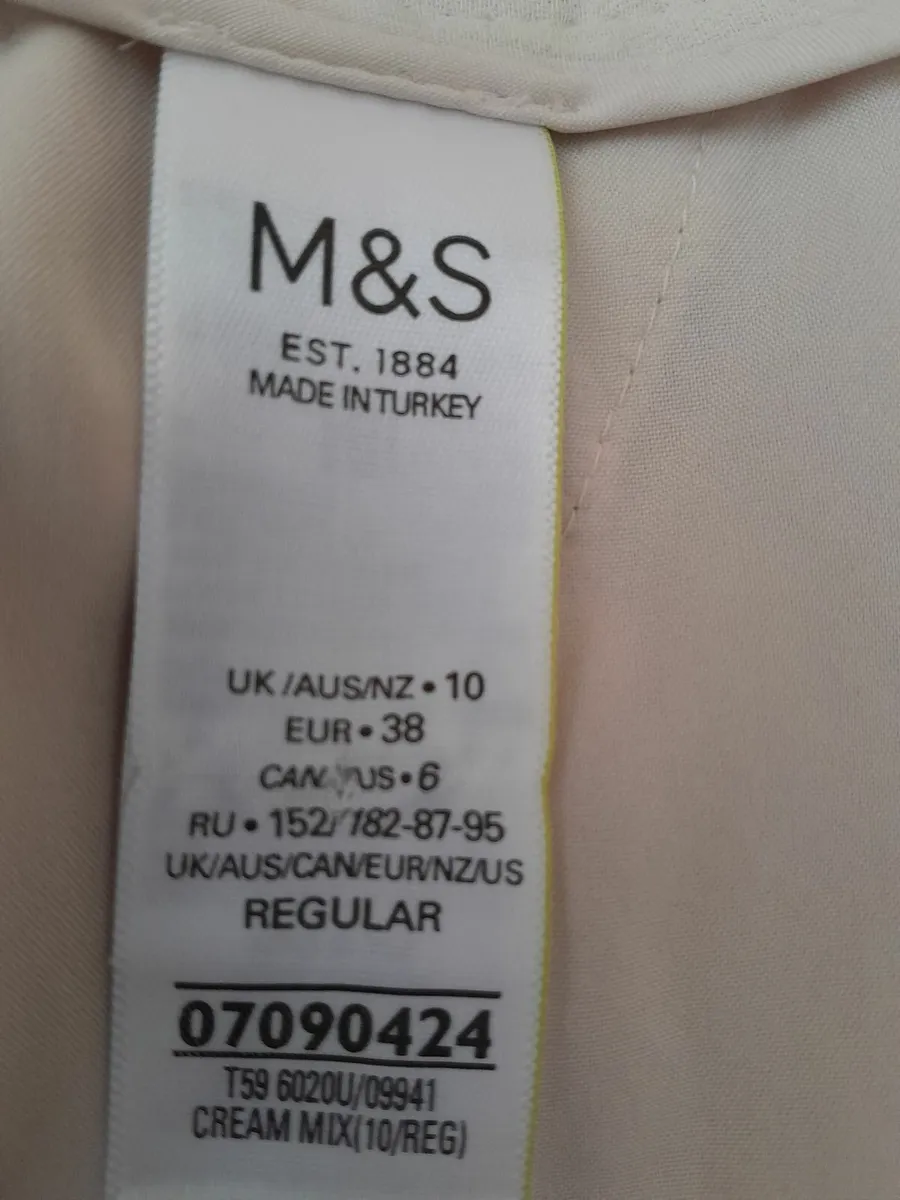 M&S
EST. 1884
MADE IN TURKEY
UK/AUS/NZ • 10
EUR • 38
CAN/US • 6
RU • 152/182-87-95
UK/AUS/CAN/EUR/NZ/US
REGULAR
07090424
T59 6020U/09941
CREAM MIX(10/REG)